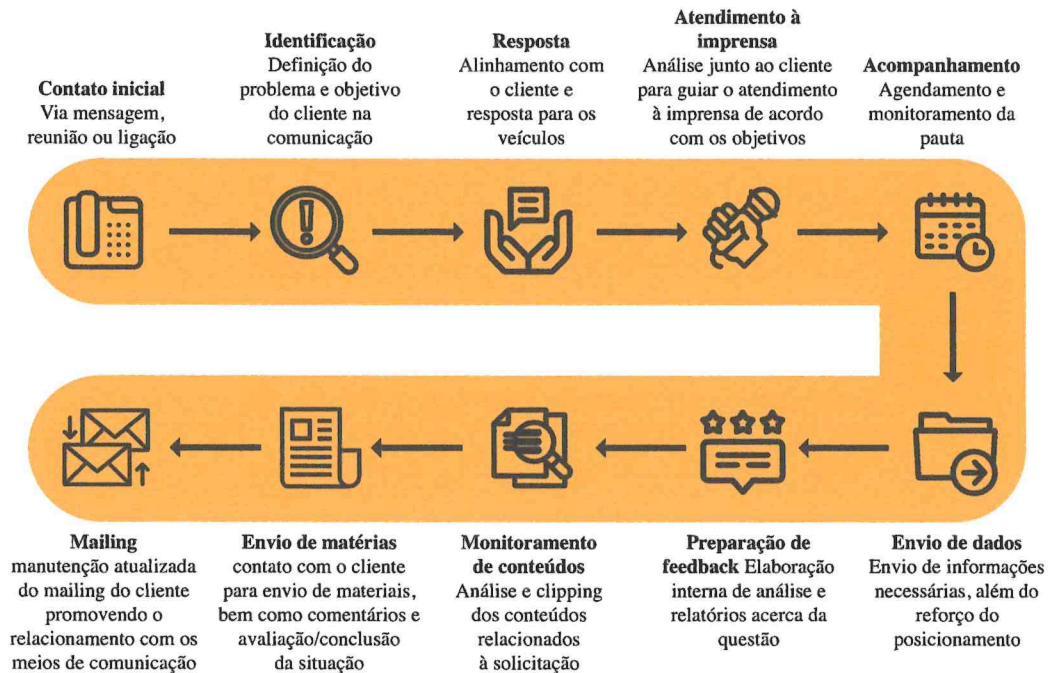 Contato inicial
Via mensagem,
reunião ou ligação
Identificação
Definição do
problema e objetivo
do cliente na
comunicação
Resposta
Alinhamento com
o cliente e
resposta para os
veículos
Atendimento à
imprensa
Análise junto ao cliente
para guiar o atendimento
à imprensa de acordo
com os objetivos
Acompanhamento
Agendamento e
monitoramento da
pauta
Envio de dados
Envio de informações
necessárias, além do
reforço do
posicionamento
Preparação de
feedback Elaboração
interna de análise e
relatórios acerca da
questão
Monitoramento
de conteúdos
Análise e clipping
dos conteúdos
relacionados
à solicitação
Envio de matérias
contato com o cliente
para envio de materiais,
bem como comentários e
avaliação/conclusão
da situação
Mailing
manutenção atualizada
do mailing do cliente
promovendo o
relacionamento com os
meios de comunicação